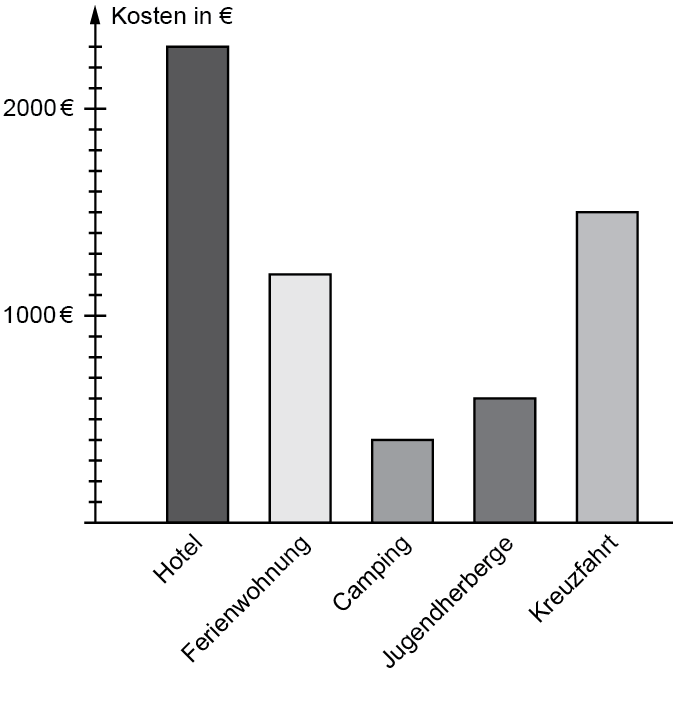 Kosten in €
2000 €
1000 €
Hotel
Ferienwohnung
Camping
Jugendherberge
Kreuzfahrt